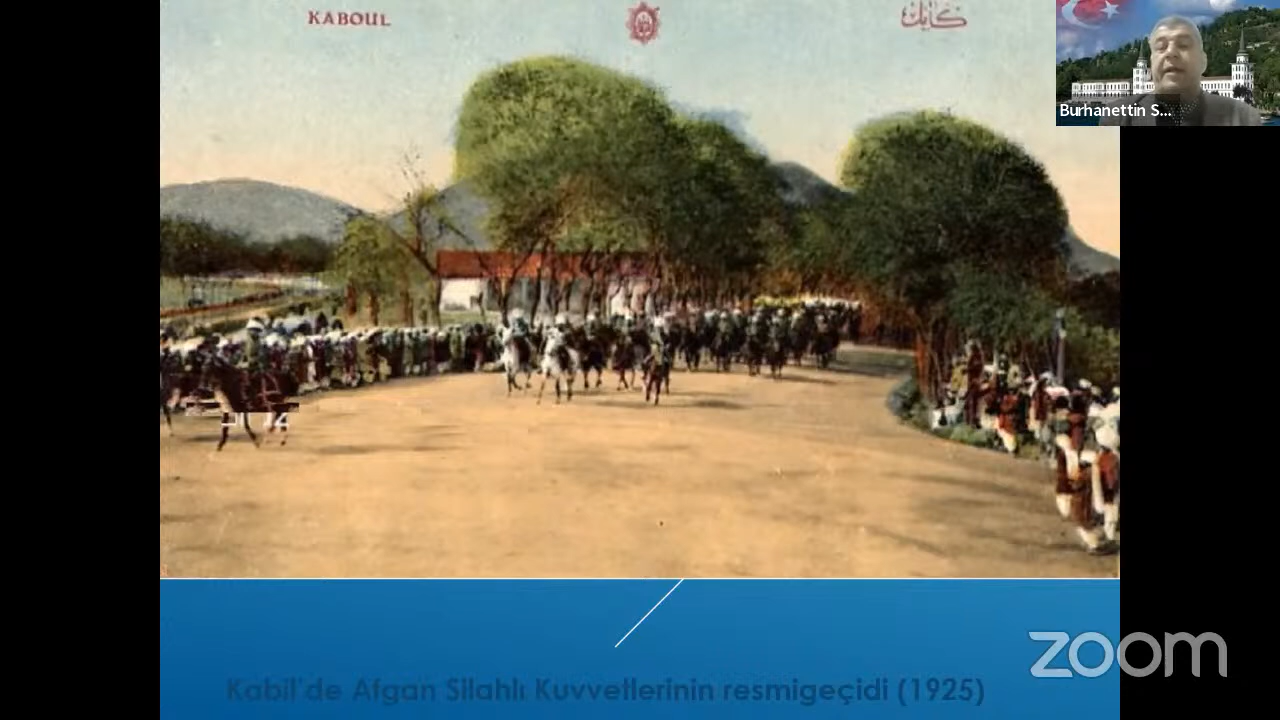 KABOUL
كابل
Burhanettin S...
zoom
Kabil'de Afgan Silahlı Kuvvetlerinin resmigeçidi (1925)